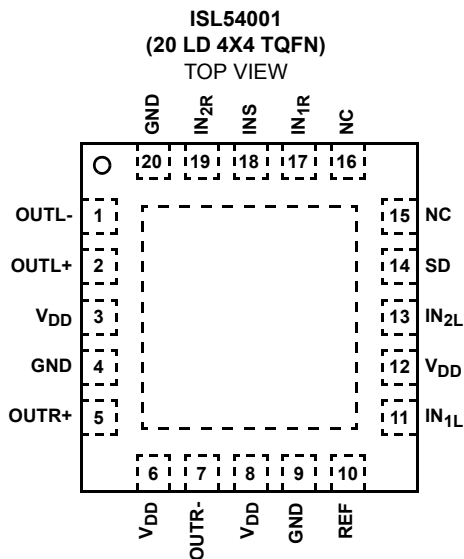 ISL54001
(20 LD 4X4 TQFN)
TOP VIEW
GND
IN2R
INS
IN1R
NC
20
19
18
17
16
OUTL- 1
OUTL+ 2
VDD 3
GND 4
OUTR+ 5
15 NC
14 SD
13 IN2L
12 VDD
11 IN1L
6
7
8
9
10
VDD
OUTR-
VDD
GND
REF